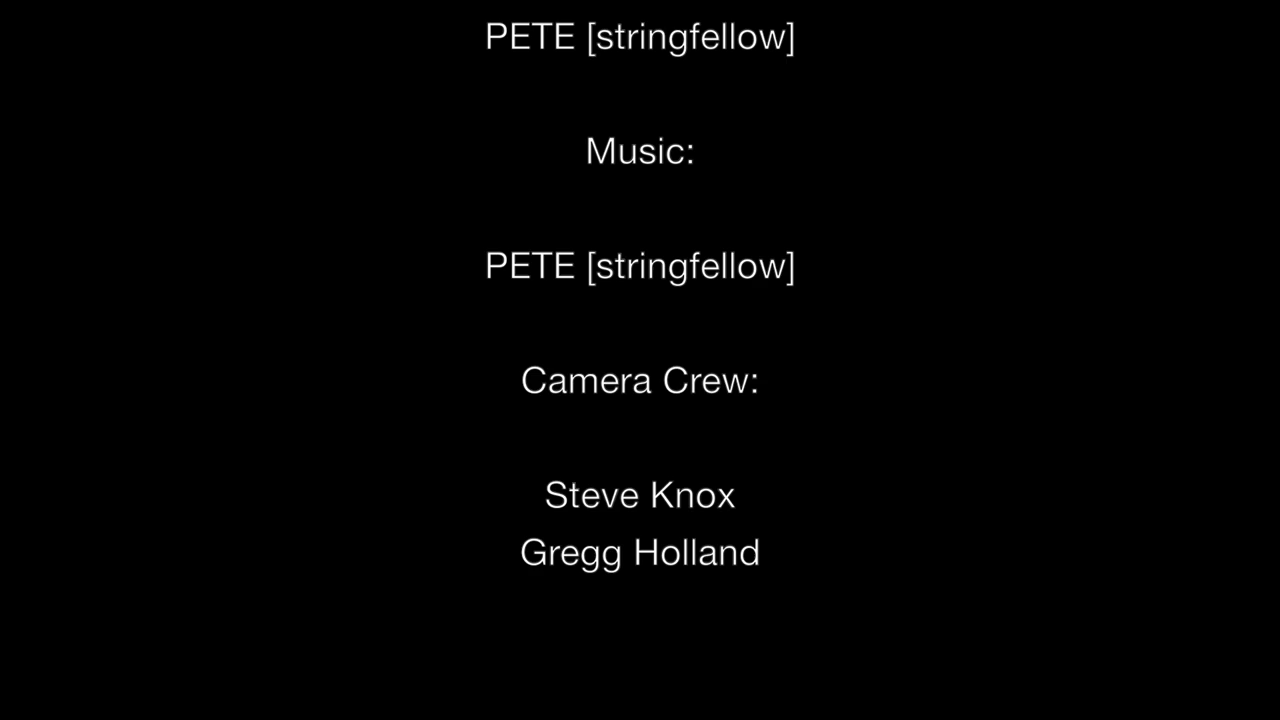 PETE [stringfellow]
Music:
PETE [stringfellow]
Camera Crew:
Steve Knox
Gregg Holland